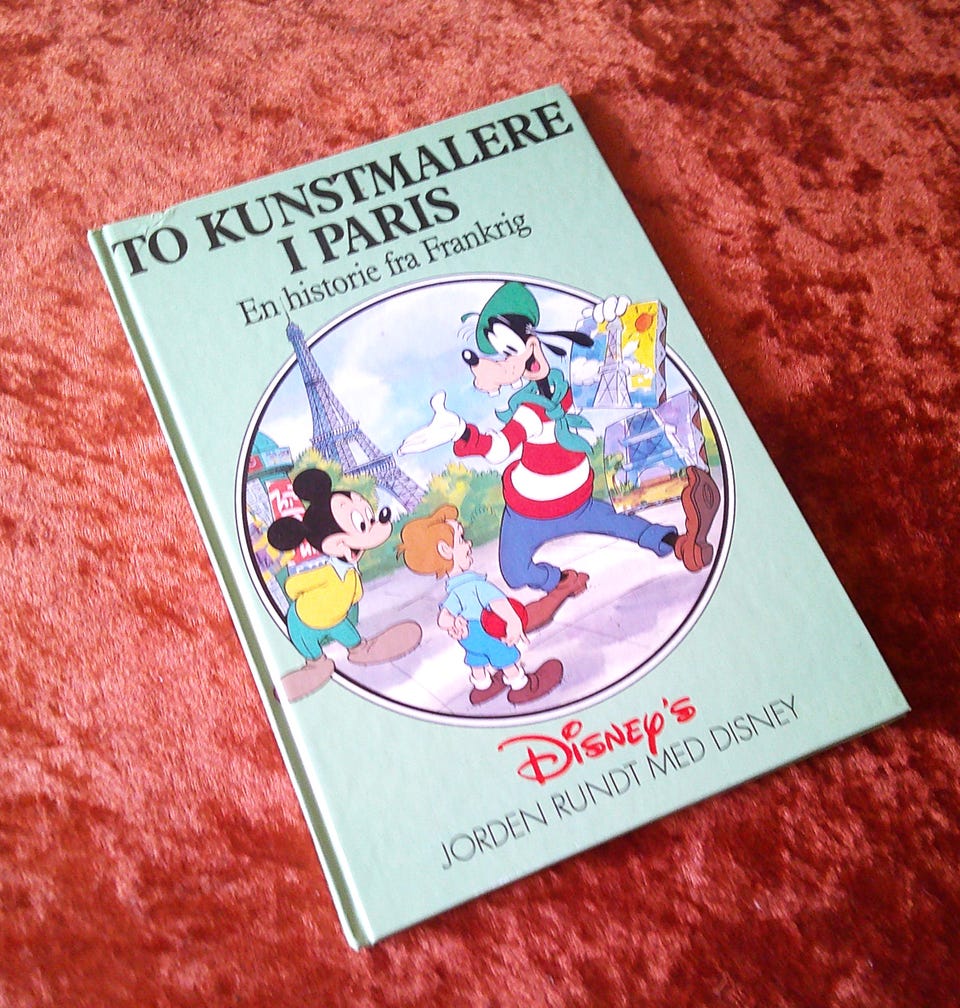 TO KUNSTMALERE
I PARIS
En historie fra Frankrig
DISNEY'S
JORDEN RUNDT MED DISNEY